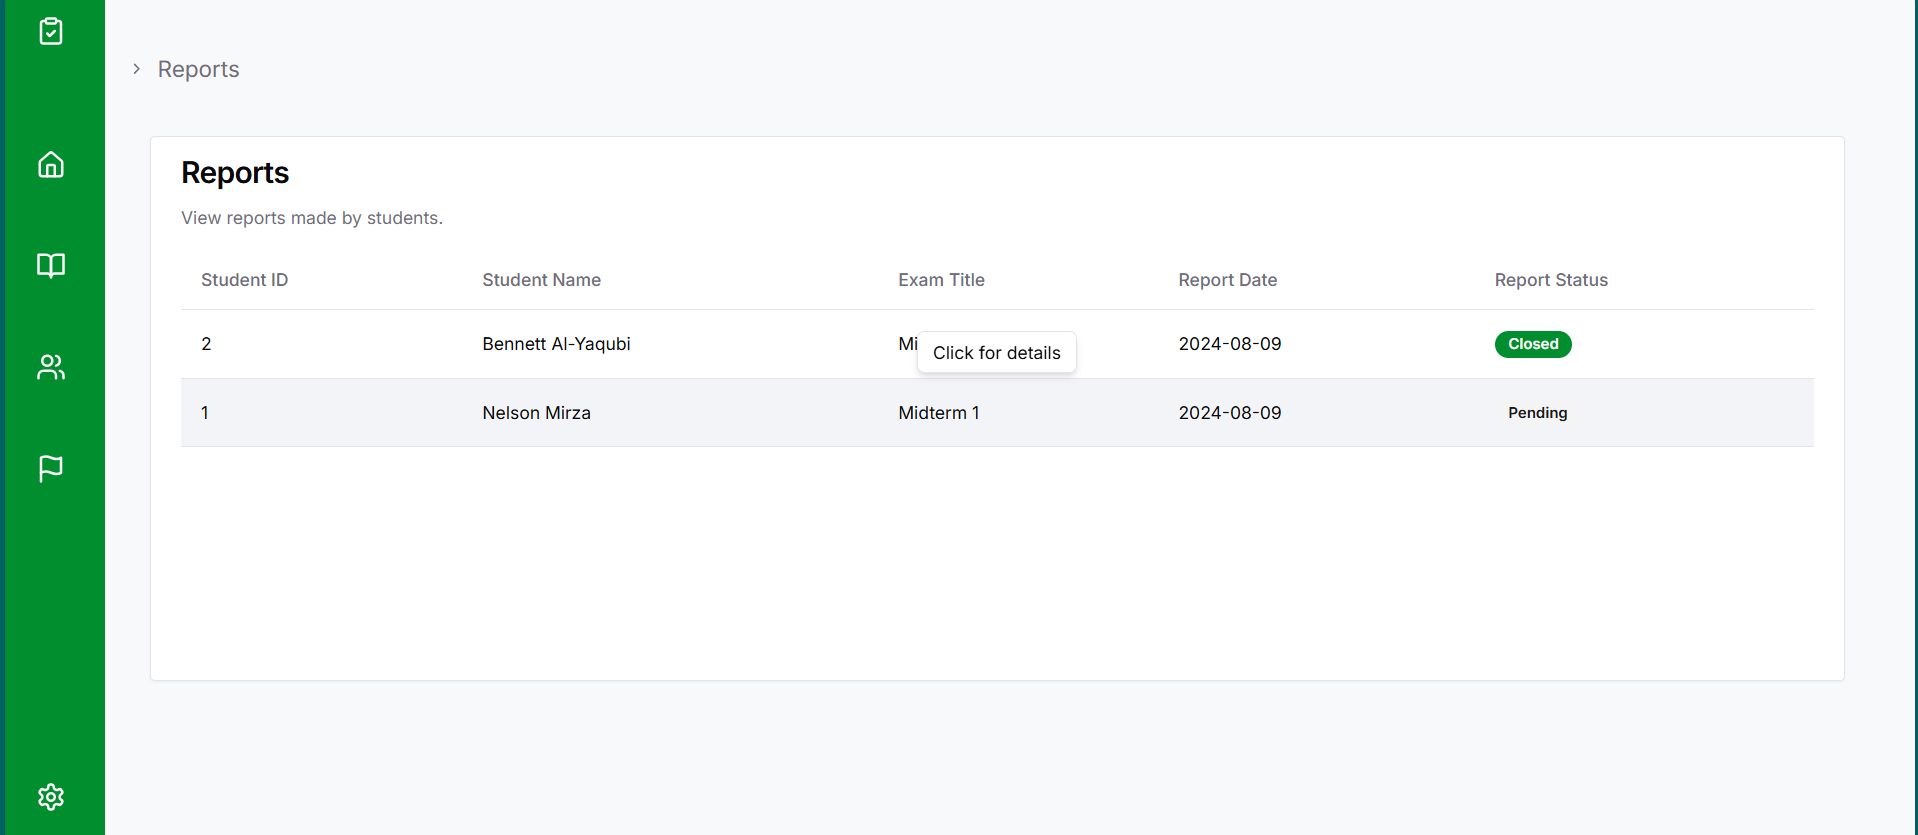 Reports
Reports
View reports made by students.
Student ID Student Name Exam Title Report Date Report Status
2 Bennett Al-Yaqubi Mi Click for details 2024-08-09 Closed
1 Nelson Mirza Midterm 1 2024-08-09 Pending